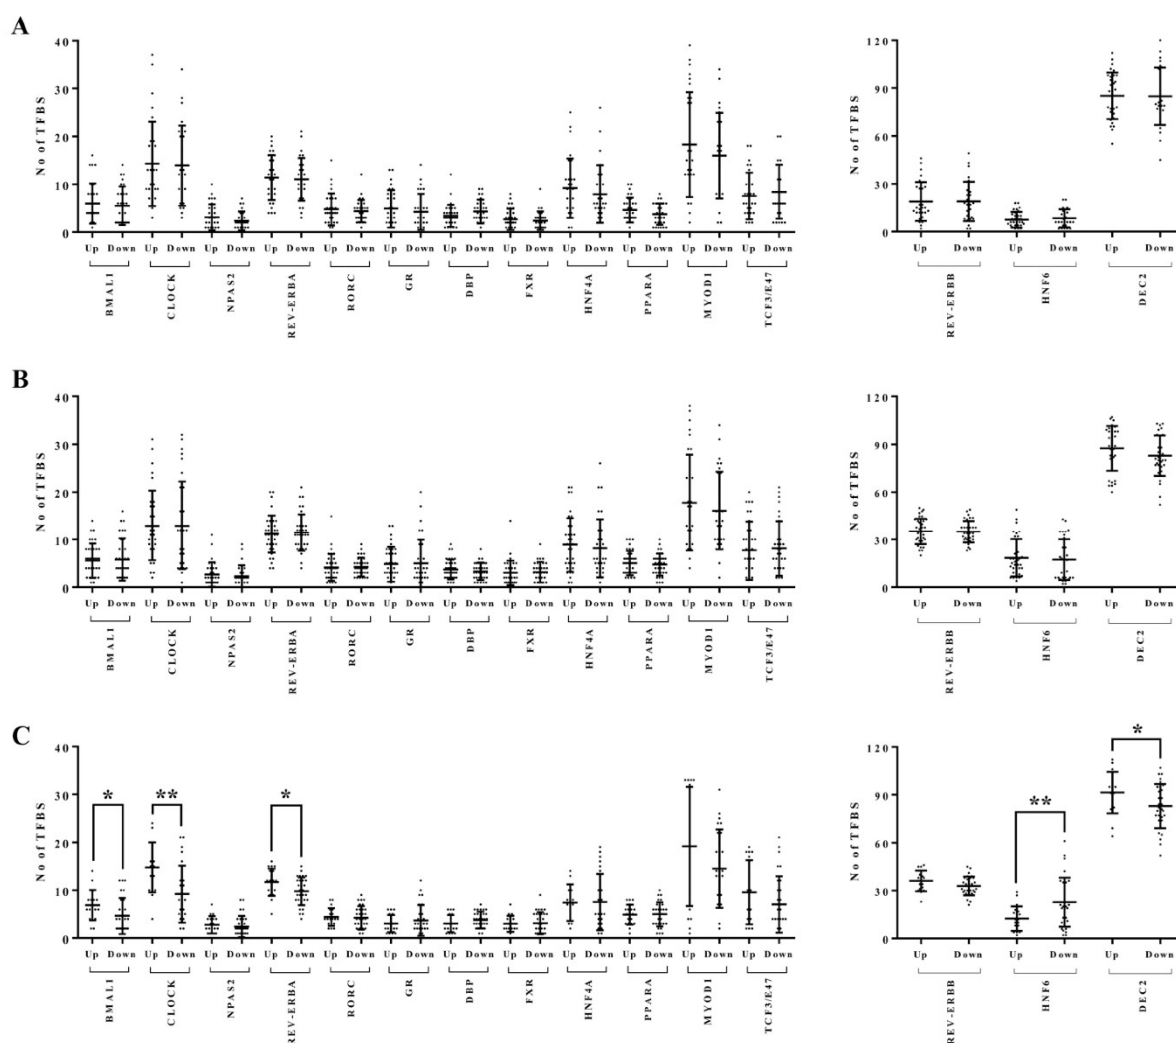 A
No of TFBS
40
30
20
10
0
Up Down Up Down Up Down Up Down Up Down Up Down Up Down Up Down Up Down Up Down Up Down Up Down
BMAL1
CLOCK
NPAS2
REV-ERBA
RORC
GR
DBP
FXR
HNF4A
PPARA
MYOD1
TCF3/E47
No of TFBS
120
90
60
30
0
Up Down Up Down Up Down
REV-ERBB
HNF6
DEC2
B
No of TFBS
40
30
20
10
0
Up Down Up Down Up Down Up Down Up Down Up Down Up Down Up Down Up Down Up Down Up Down Up Down
BMAL1
CLOCK
NPAS2
REV-ERBA
RORC
GR
DBP
FXR
HNF4A
PPARA
MYOD1
TCF3/E47
No of TFBS
120
90
60
30
0
Up Down Up Down Up Down
REV-ERBB
HNF6
DEC2
C
No of TFBS
40
30
20
10
0
* ** *
Up Down Up Down Up Down Up Down Up Down Up Down Up Down Up Down Up Down Up Down Up Down Up Down
BMAL1
CLOCK
NPAS2
REV-ERBA
RORC
GR
DBP
FXR
HNF4A
PPARA
MYOD1
TCF3/E47
No of TFBS
120
90
60
30
0
** *
Up Down Up Down Up Down
REV-ERBB
HNF6
DEC2